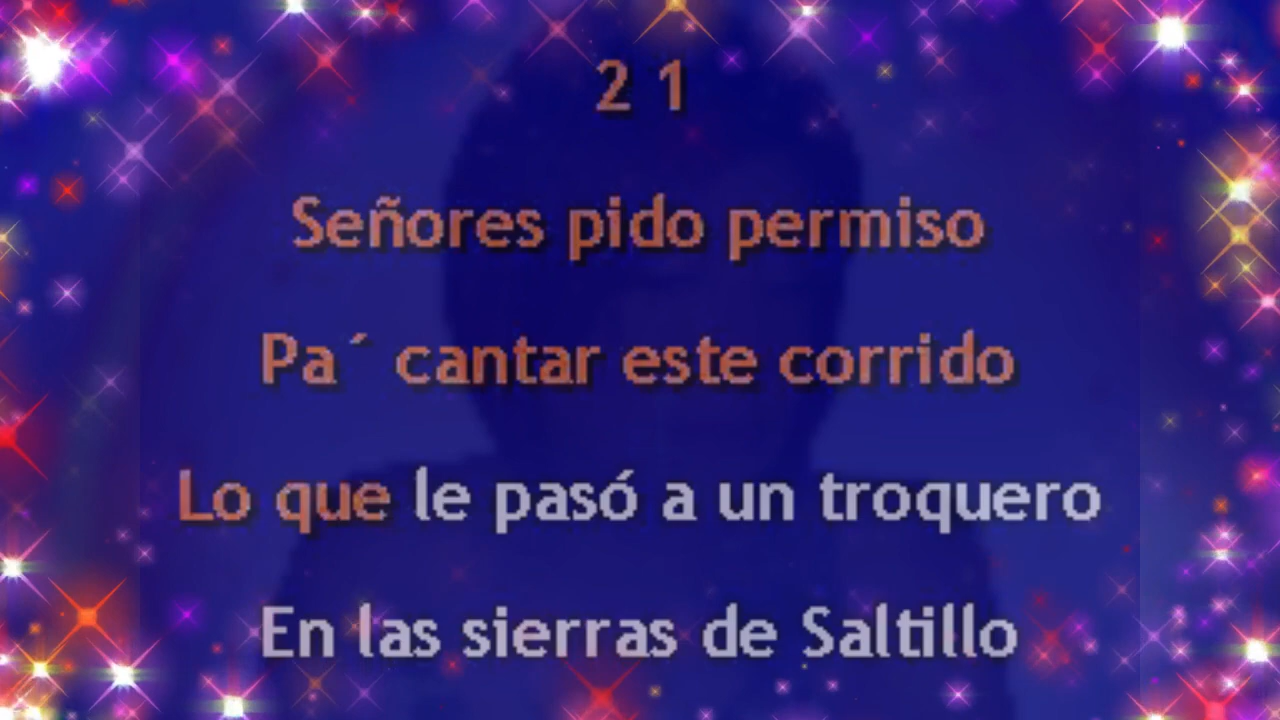 2 1
Señores pido permiso
Pa´ cantar este corrido
Lo que le pasó a un troquero
En las sierras de Saltillo